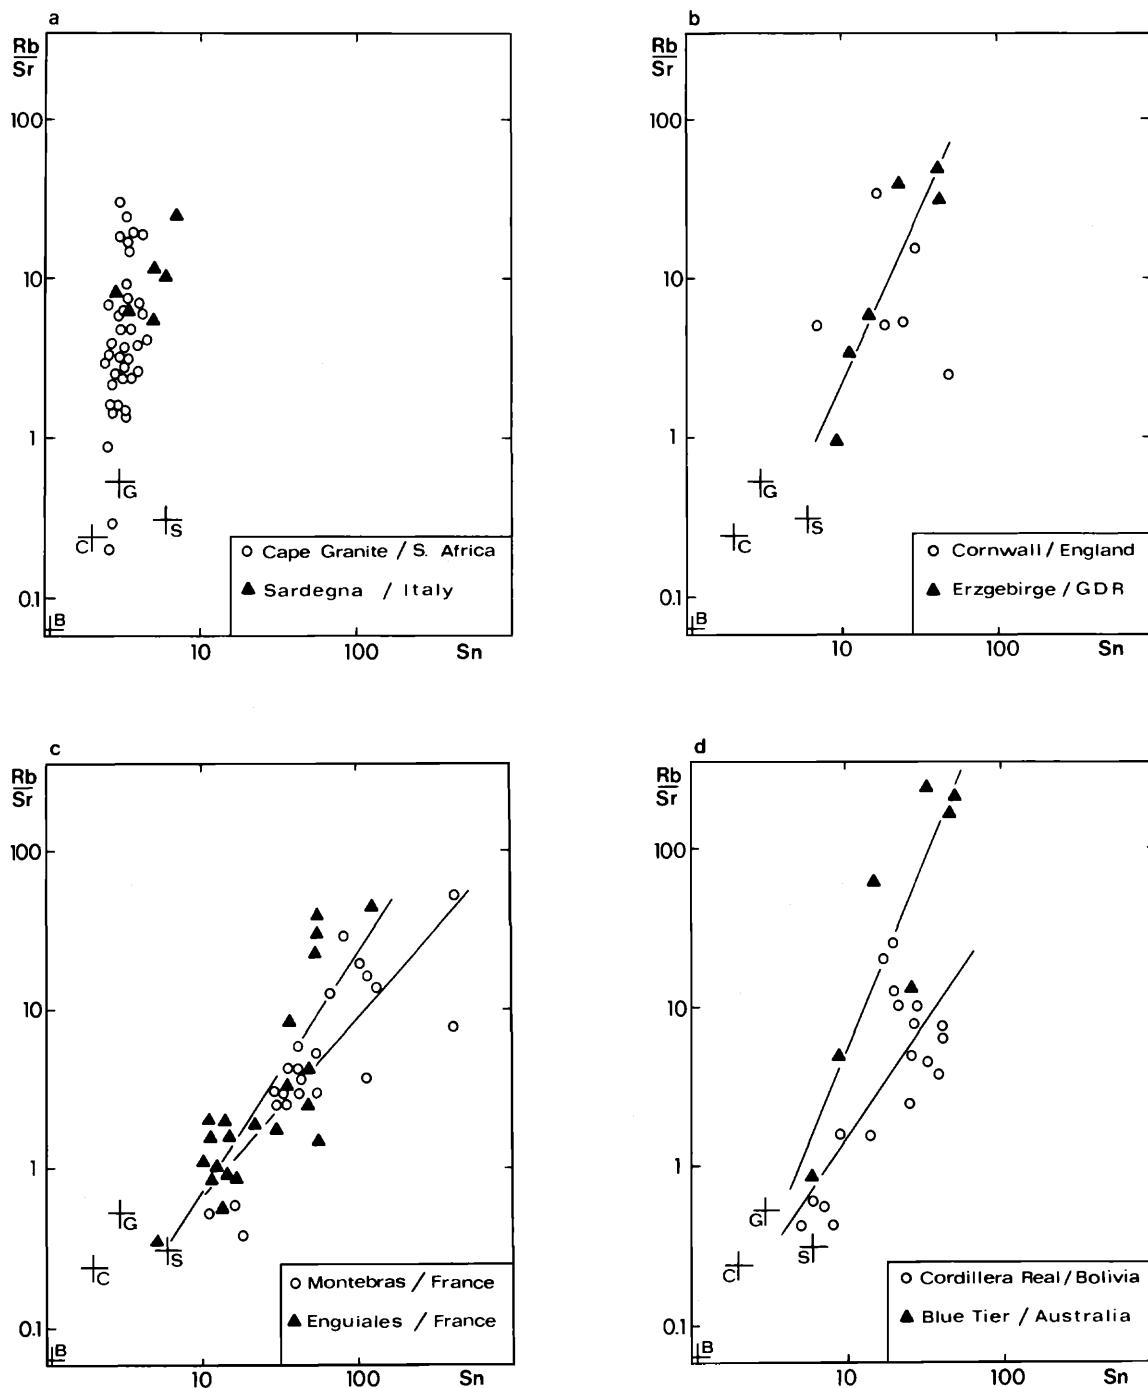 a
Rb
Sr
100
10
1
0.1
G
C
S
B
Cape Granite / S. Africa
Sardegna / Italy
10
100
Sn
b
Rb
Sr
100
10
1
0.1
G
S
C
B
Cornwall / England
Erzgebirge / GDR
10
100
Sn
c
Rb
Sr
100
10
1
0.1
G
S
C
B
Montebras / France
Enguiales / France
10
100
Sn
d
Rb
Sr
100
10
1
0.1
G
S
C
B
Cordillera Real / Bolivia
Blue Tier / Australia
10
100
Sn